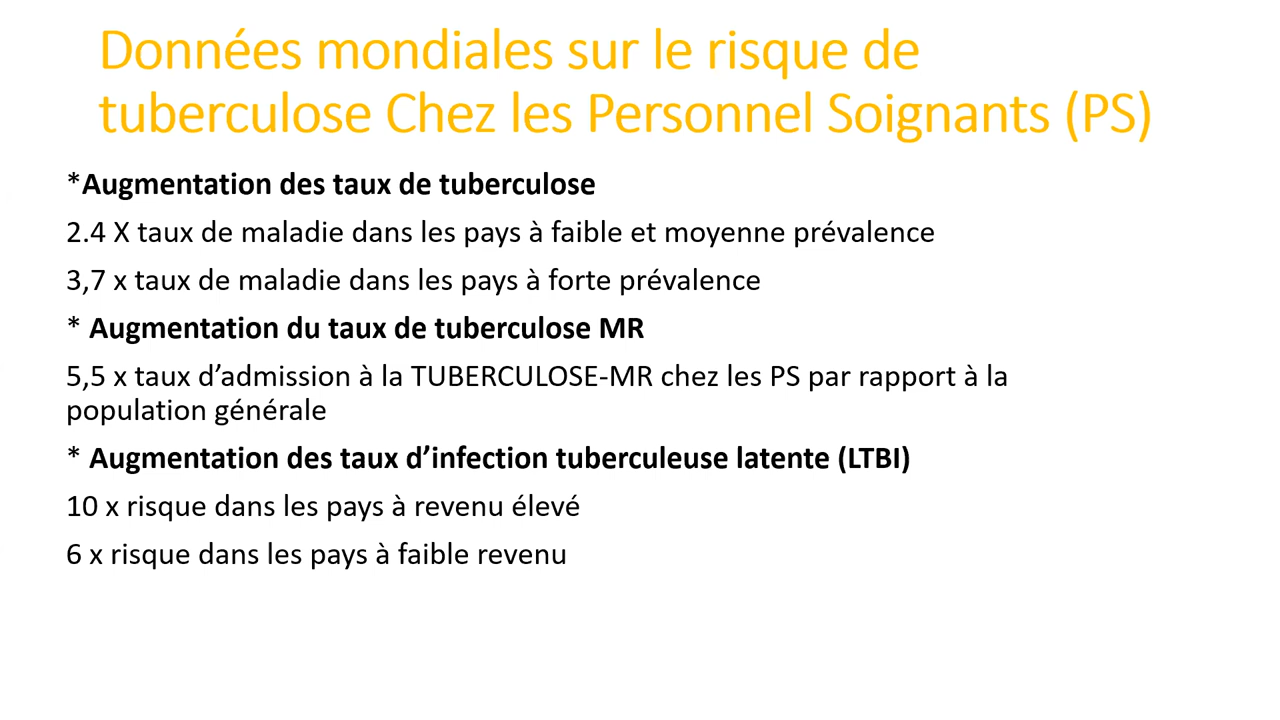 Données mondiales sur le risque de
tuberculose Chez les Personnel Soignants (PS)
*Augmentation des taux de tuberculose
2.4 X taux de maladie dans les pays à faible et moyenne prévalence
3,7 x taux de maladie dans les pays à forte prévalence
* Augmentation du taux de tuberculose MR
5,5 x taux d’admission à la TUBERCULOSE-MR chez les PS par rapport à la
population générale
* Augmentation des taux d’infection tuberculeuse latente (LTBI)
10 x risque dans les pays à revenu élevé
6 x risque dans les pays à faible revenu